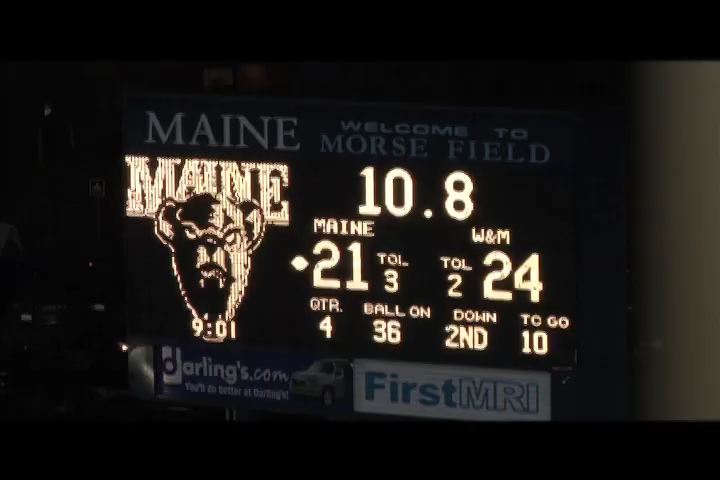 MAINE
WELCOME TO
MORSE FIELD
MAINE
10.8
MAINE
W&M
21
TOL
3
TOL
2
24
QTR.
4
BALL ON
36
DOWN
2ND
TO GO
10
9:01
darling's.com
You'll do better at Darling's!
FirstMRI